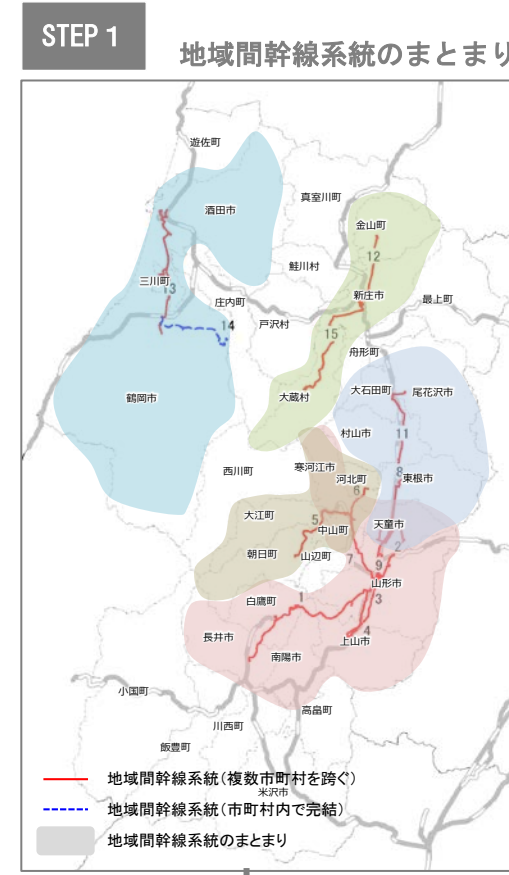 STEP 1
地域間幹線系統のまとまり
遊佐町
酒田市
真室川町
金山町
12
鮭川村
三川町
13
庄内町
新庄市
最上町
14
戸沢村
15
舟形町
大蔵村
大石田町
尾花沢市
鶴岡市
村山市
11
西川町
寒河江市
河北町
8
東根市
6
大江町
5
中山町
天童市
2
朝日町
山辺町
7
9
山形市
白鷹町
1
3
4
長井市
上山市
南陽市
小国町
高畠町
川西町
飯豊町
地域間幹線系統(複数市町村を跨ぐ)
米沢市
地域間幹線系統(市町村内で完結)
地域間幹線系統のまとまり